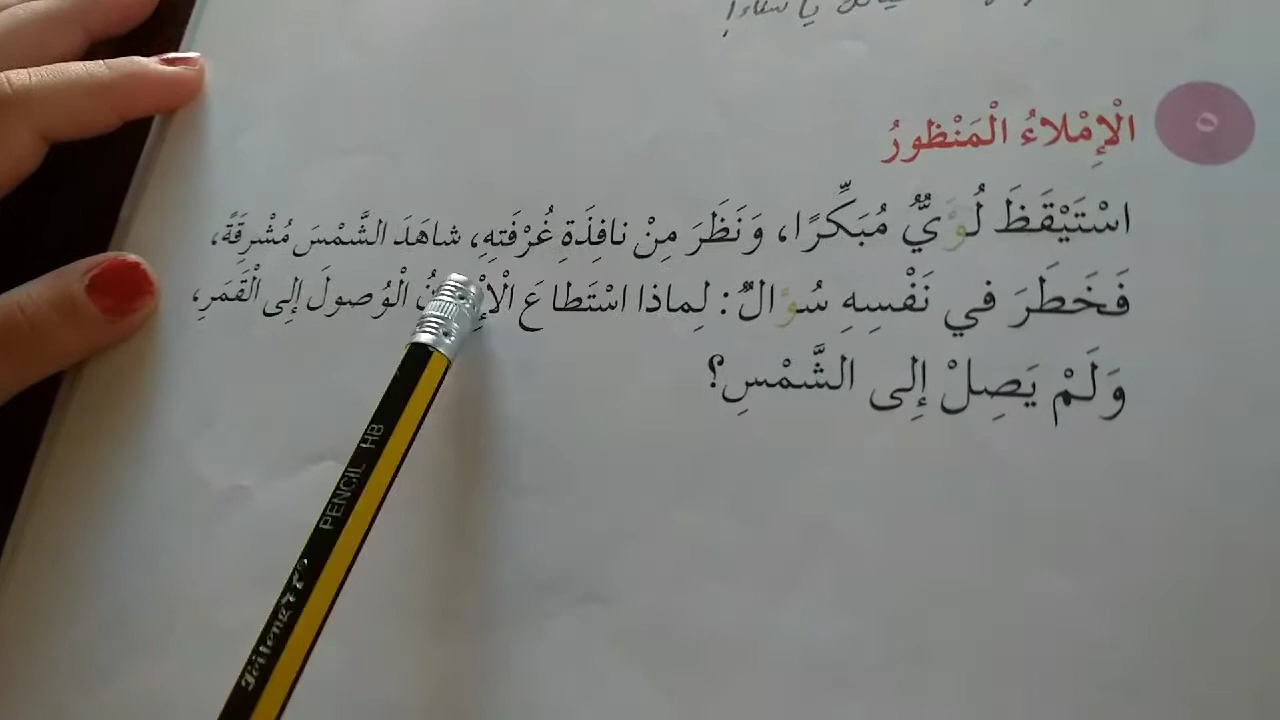 ٥
الْإِمْلاءُ الْمَنْظورُ
اسْتَيْقَظَ لُؤَيٌّ مُبَكِّرًا، وَنَظَرَ مِنْ نافِذَةِ غُرْفَتِهِ، شاهَدَ الشَّمْسَ مُشْرِقَةً،
فَخَطَرَ في نَفْسِهِ سُؤالٌ: لِماذا اسْتَطاعَ الْوُصولَ إِلى الْقَمَرِ،
وَلَمْ يَصِلْ إِلى الشَّمْسِ؟
PENCIL HB